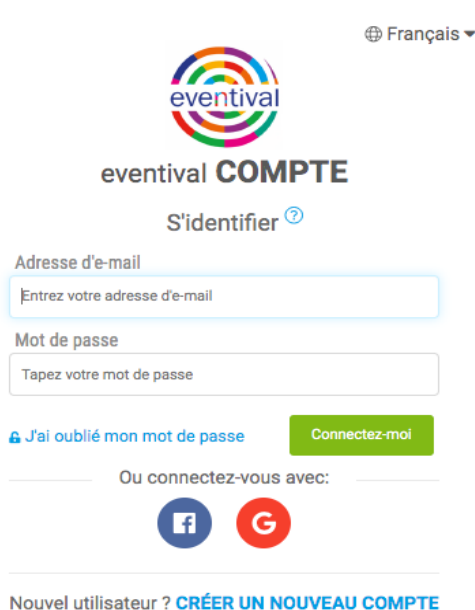 Français
eventival
eventival COMPTE
S'identifier ?
Adresse d'e-mail
Entrez votre adresse d'e-mail
Mot de passe
Tapez votre mot de passe
J'ai oublié mon mot de passe
Connectez-moi
Ou connectez-vous avec:
f G
Nouvel utilisateur ? CRÉER UN NOUVEAU COMPTE